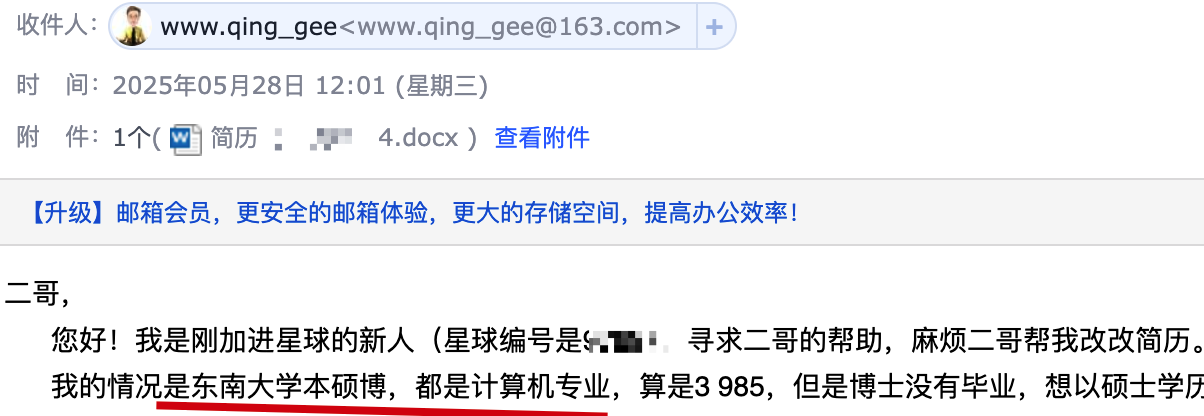 收件人： www.qing_gee<www.qing_gee@163.com> +
时 间：2025年05月28日 12:01 (星期三)
附 件：1个( W 简历 4.docx ) 查看附件
【升级】邮箱会员，更安全的邮箱体验，更大的存储空间，提高办公效率！
二哥，
您好！我是刚加进星球的新人（星球编号是9 寻求二哥的帮助，麻烦二哥帮我改改简历。
我的情况是东南大学本硕博，都是计算机专业，算是3 985，但是博士没有毕业，想以硕士学历